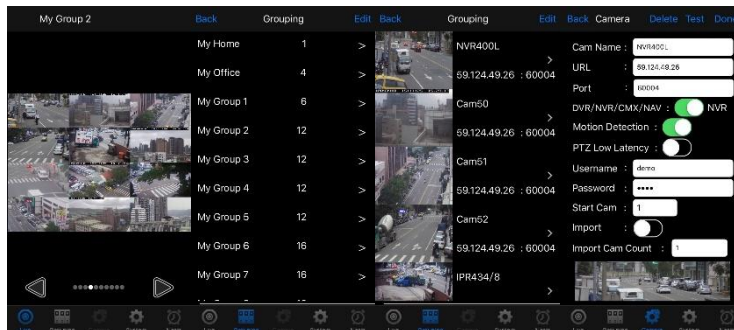 My Group 2
Back Grouping Edit
My Home 1 >
My Office 4 >
My Group 1 6 >
My Group 2 12 >
My Group 3 12 >
My Group 4 12 >
My Group 5 12 >
My Group 6 16 >
My Group 7 16 >
Back Grouping Edit
NVR400L
>
59.124.49.26 : 60004
Cam50
>
59.124.49.26 : 60004
Cam51
>
59.124.49.26 : 60004
Cam52
>
59.124.49.26 : 60004
IPR434/8
>
Back Camera Delete Test Done
Cam Name : NVR400L
URL : 59.124.49.26
Port : 60004
DVR/NVR/CMX/NAV : NVR
Motion Detection :
PTZ Low Latency :
Username : demo
Password : ••••
Start Cam : 1
Import :
Import Cam Count : 1